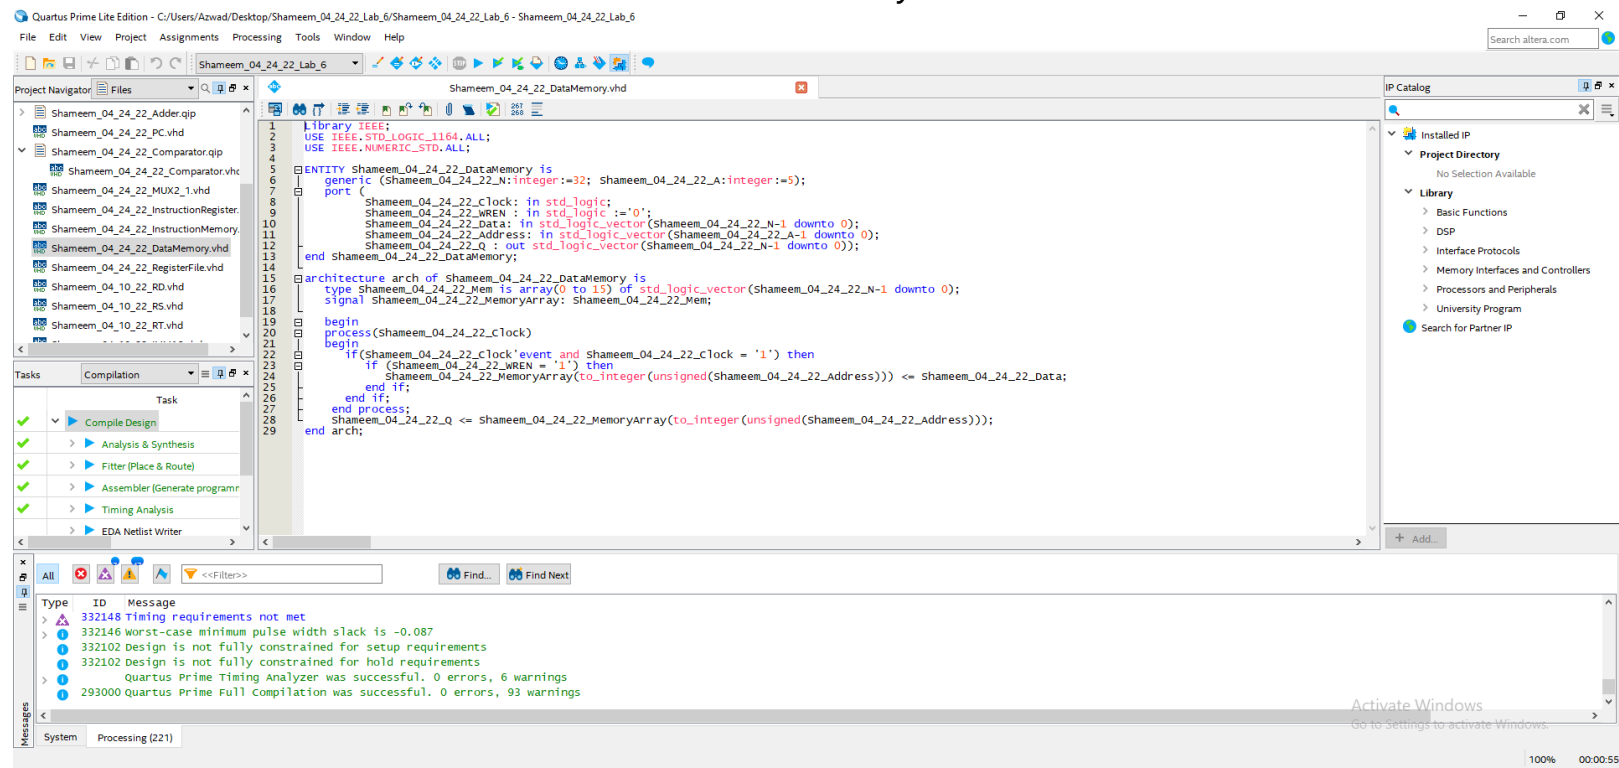 Quartus Prime Lite Edition - C:/Users/Azwad/Desktop/Shameem_04_24_22_Lab_6/Shameem_04_24_22_Lab_6 - Shameem_04_24_22_Lab_6
File Edit View Project Assignments Processing Tools Window Help
Search altera.com
Shameem_04_24_22_Lab_6
Project Navigator Files
Shameem_04_24_22_Adder.qip
Shameem_04_24_22_PC.vhd
Shameem_04_24_22_Comparator.qip
Shameem_04_24_22_Comparator.vhd
Shameem_04_24_22_MUX2_1.vhd
Shameem_04_24_22_InstructionRegister.
Shameem_04_24_22_InstructionMemory.
Shameem_04_24_22_DataMemory.vhd
Shameem_04_24_22_RegisterFile.vhd
Shameem_04_10_22_RD.vhd
Shameem_04_10_22_RS.vhd
Shameem_04_10_22_RT.vhd
Tasks Compilation
Task
Compile Design
Analysis & Synthesis
Fitter (Place & Route)
Assembler (Generate programm
Timing Analysis
EDA Netlist Writer
Shameem_04_24_22_DataMemory.vhd
267
268
1 Library IEEE;
2 USE IEEE.STD_LOGIC_1164.ALL;
3 USE IEEE.NUMERIC_STD.ALL;
4
5 ENTITY Shameem_04_24_22_DataMemory is
6 generic (Shameem_04_24_22_N:integer:=32; Shameem_04_24_22_A:integer:=5);
7 port (
8 Shameem_04_24_22_Clock: in std_logic;
9 Shameem_04_24_22_WREN : in std_logic :='0';
10 Shameem_04_24_22_Data: in std_logic_vector(Shameem_04_24_22_N-1 downto 0);
11 Shameem_04_24_22_Address: in std_logic_vector(Shameem_04_24_22_A-1 downto 0);
12 Shameem_04_24_22_Q : out std_logic_vector(Shameem_04_24_22_N-1 downto 0));
13 end Shameem_04_24_22_DataMemory;
14
15 architecture arch of Shameem_04_24_22_DataMemory is
16 type Shameem_04_24_22_Mem is array(0 to 15) of std_logic_vector(Shameem_04_24_22_N-1 downto 0);
17 signal Shameem_04_24_22_MemoryArray: Shameem_04_24_22_Mem;
18
19 begin
20 process(Shameem_04_24_22_Clock)
21 begin
22 if(Shameem_04_24_22_Clock'event and Shameem_04_24_22_Clock = '1') then
23 if (Shameem_04_24_22_WREN = '1') then
24 Shameem_04_24_22_MemoryArray(to_integer(unsigned(Shameem_04_24_22_Address))) <= Shameem_04_24_22_Data;
25 end if;
26 end if;
27 end process;
28 Shameem_04_24_22_Q <= Shameem_04_24_22_MemoryArray(to_integer(unsigned(Shameem_04_24_22_Address)));
29 end arch;
IP Catalog
Installed IP
Project Directory
No Selection Available
Library
Basic Functions
DSP
Interface Protocols
Memory Interfaces and Controllers
Processors and Peripherals
University Program
Search for Partner IP
+ Add...
All <<Filter>> Find... Find Next
Type ID Message
332148 Timing requirements not met
332146 Worst-case minimum pulse width slack is -0.087
332102 Design is not fully constrained for setup requirements
332102 Design is not fully constrained for hold requirements
Quartus Prime Timing Analyzer was successful. 0 errors, 6 warnings
293000 Quartus Prime Full Compilation was successful. 0 errors, 93 warnings
Messages
System Processing (221)
Activate Windows
Go to Settings to activate Windows.
100% 00:00:55